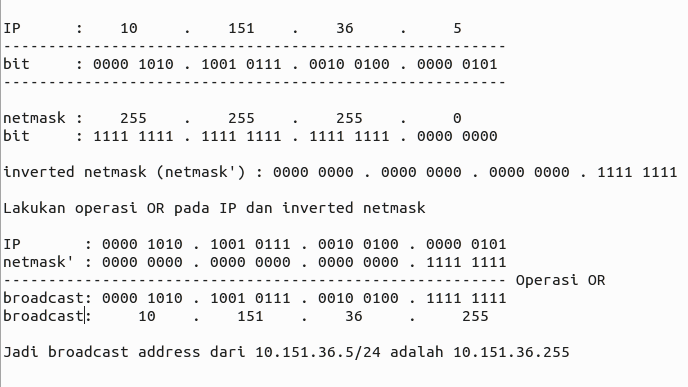 IP      :    10     .    151    .    36     .     5
--------------------------------------------------------
bit     : 0000 1010 . 1001 0111 . 0010 0100 . 0000 0101
--------------------------------------------------------
netmask :    255    .    255    .    255    .     0
bit     : 1111 1111 . 1111 1111 . 1111 1111 . 0000 0000
inverted netmask (netmask') : 0000 0000 . 0000 0000 . 0000 0000 . 1111 1111
Lakukan operasi OR pada IP dan inverted netmask
IP       : 0000 1010 . 1001 0111 . 0010 0100 . 0000 0101
netmask' : 0000 0000 . 0000 0000 . 0000 0000 . 1111 1111
-------------------------------------------------------- Operasi OR
broadcast: 0000 1010 . 1001 0111 . 0010 0100 . 1111 1111
broadcast:     10    .    151    .    36     .     255
Jadi broadcast address dari 10.151.36.5/24 adalah 10.151.36.255